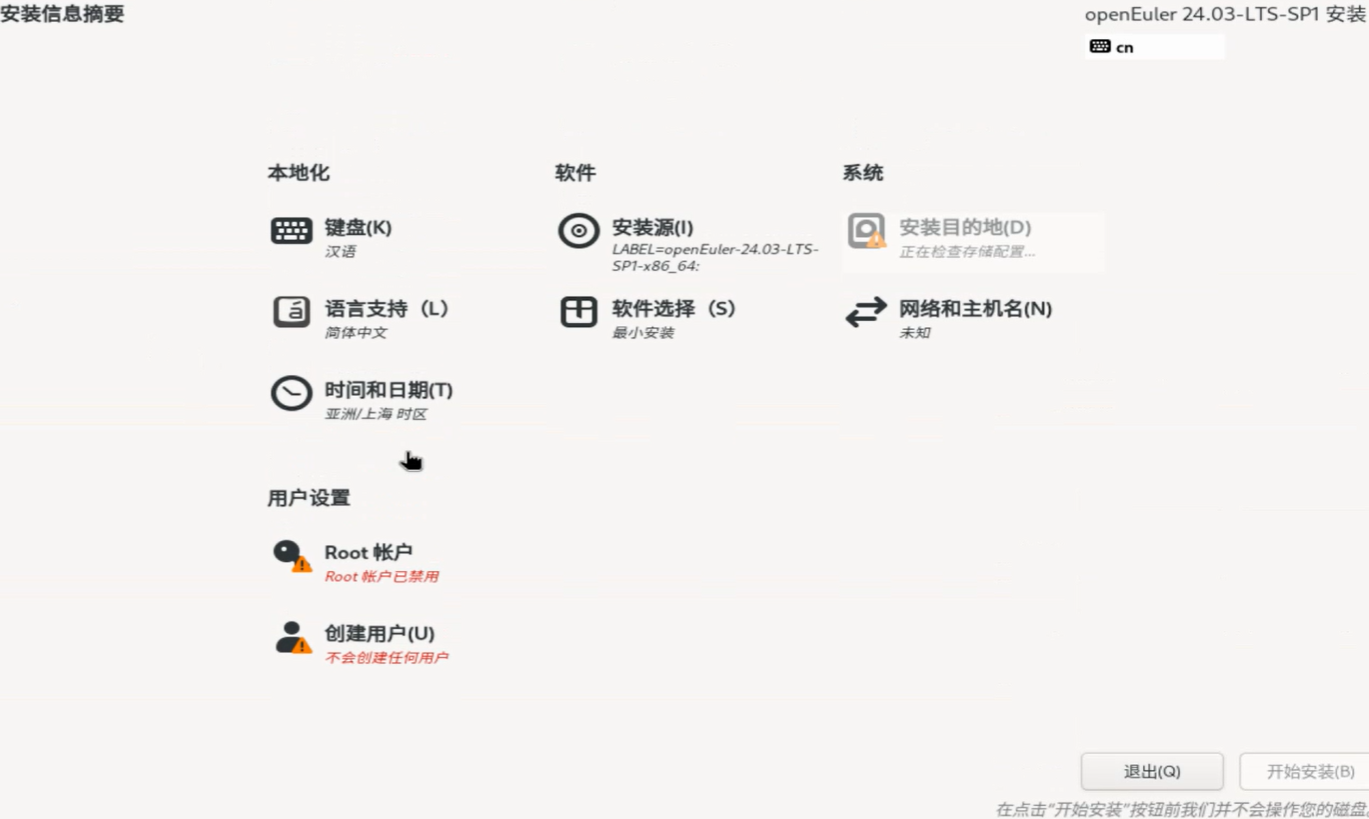 安装信息摘要
openEuler 24.03-LTS-SP1 安装
cn
本地化
键盘(K)
汉语
语言支持（L）
简体中文
时间和日期(T)
亚洲/上海 时区
软件
安装源(I)
LABEL=openEuler-24.03-LTS-
SP1-x86_64:
软件选择（S）
最小安装
系统
安装目的地(D)
正在检查存储配置...
网络和主机名(N)
未知
用户设置
Root 帐户
Root 帐户已禁用
创建用户(U)
不会创建任何用户
退出(Q)
开始安装(B)
在点击“开始安装”按钮前我们并不会操作您的磁盘